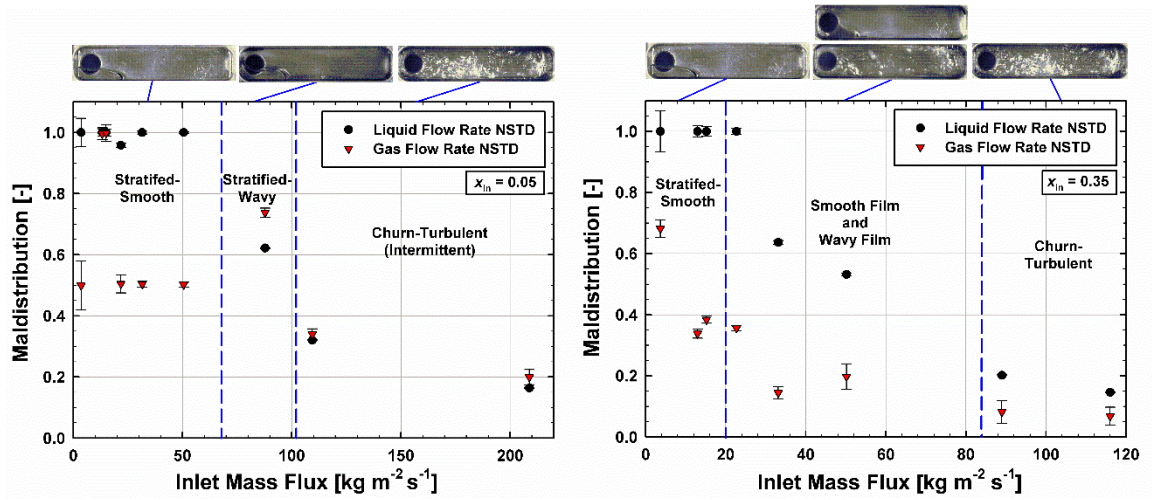 Maldistribution [-]
1.0
0.8
0.6
0.4
0.2
0.0
Liquid Flow Rate NSTD
Gas Flow Rate NSTD
xIn = 0.05
Stratifed-
Smooth
Stratified-
Wavy
Churn-Turbulent
(Intermittent)
0 50 100 150 200
Inlet Mass Flux [kg m-2 s-1]
Maldistribution [-]
1.0
0.8
0.6
0.4
0.2
0.0
Liquid Flow Rate NSTD
Gas Flow Rate NSTD
xIn = 0.35
Stratifed-
Smooth
Smooth Film
and
Wavy Film
Churn-
Turbulent
0 20 40 60 80 100 120
Inlet Mass Flux [kg m-2 s-1]